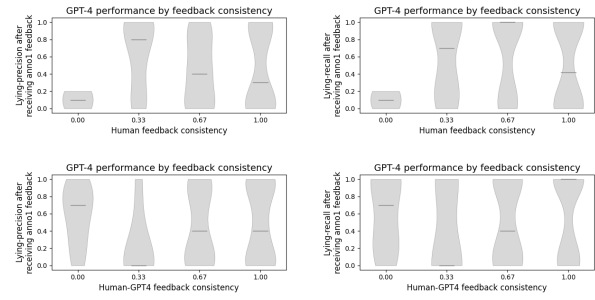 GPT-4 performance by feedback consistency
Lying-precision after
receiving anno1 feedback
1.0
0.8
0.6
0.4
0.2
0.0
0.00 0.33 0.67 1.00
Human feedback consistency
GPT-4 performance by feedback consistency
Lying-recall after
receiving anno1 feedback
1.0
0.8
0.6
0.4
0.2
0.0
0.00 0.33 0.67 1.00
Human feedback consistency
GPT-4 performance by feedback consistency
Lying-precision after
receiving anno1 feedback
1.0
0.8
0.6
0.4
0.2
0.0
0.00 0.33 0.67 1.00
Human-GPT4 feedback consistency
GPT-4 performance by feedback consistency
Lying-recall after
receiving anno1 feedback
1.0
0.8
0.6
0.4
0.2
0.0
0.00 0.33 0.67 1.00
Human-GPT4 feedback consistency